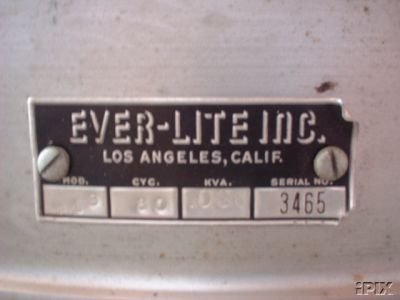 EVER-LITE INC.
LOS ANGELES, CALIF.
MOD. CYC. KVA. SERIAL NO.
3465
iPIX